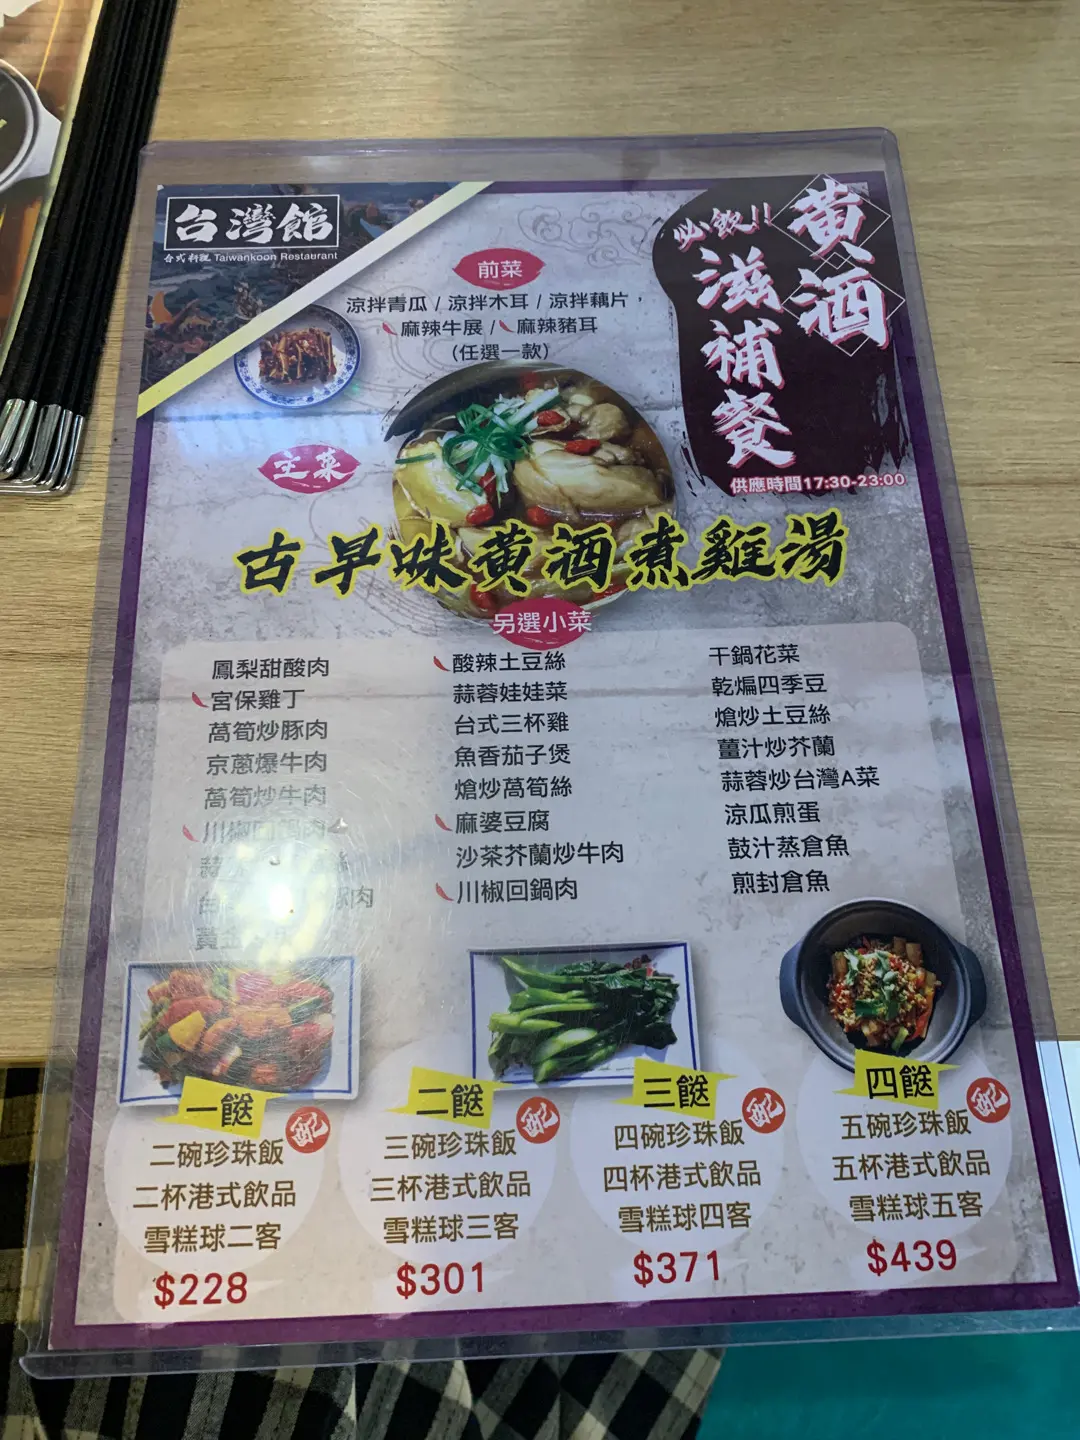 台灣館
台式料理 Taiwankoon Restaurant
必飲!!
黃酒
滋補餐
供應時間17:30-23:00
前菜
涼拌青瓜 / 涼拌木耳 / 涼拌藕片，
麻辣牛展 / 麻辣豬耳
(任選一款)
主菜
古早味黃酒煮雞湯
另選小菜
鳳梨甜酸肉
宮保雞丁
萵筍炒豚肉
京蔥爆牛肉
萵筍炒牛肉
川椒回鍋肉
豚肉
黃金
酸辣土豆絲
蒜蓉娃娃菜
台式三杯雞
魚香茄子煲
熗炒萵筍絲
麻婆豆腐
沙茶芥蘭炒牛肉
川椒回鍋肉
干鍋花菜
乾煸四季豆
熗炒土豆絲
薑汁炒芥蘭
蒜蓉炒台灣A菜
涼瓜煎蛋
鼓汁蒸倉魚
煎封倉魚
一餸
配
二碗珍珠飯
二杯港式飲品
雪糕球二客
$228
二餸
配
三碗珍珠飯
三杯港式飲品
雪糕球三客
$301
三餸
配
四碗珍珠飯
四杯港式飲品
雪糕球四客
$371
四餸
配
五碗珍珠飯
五杯港式飲品
雪糕球五客
$439